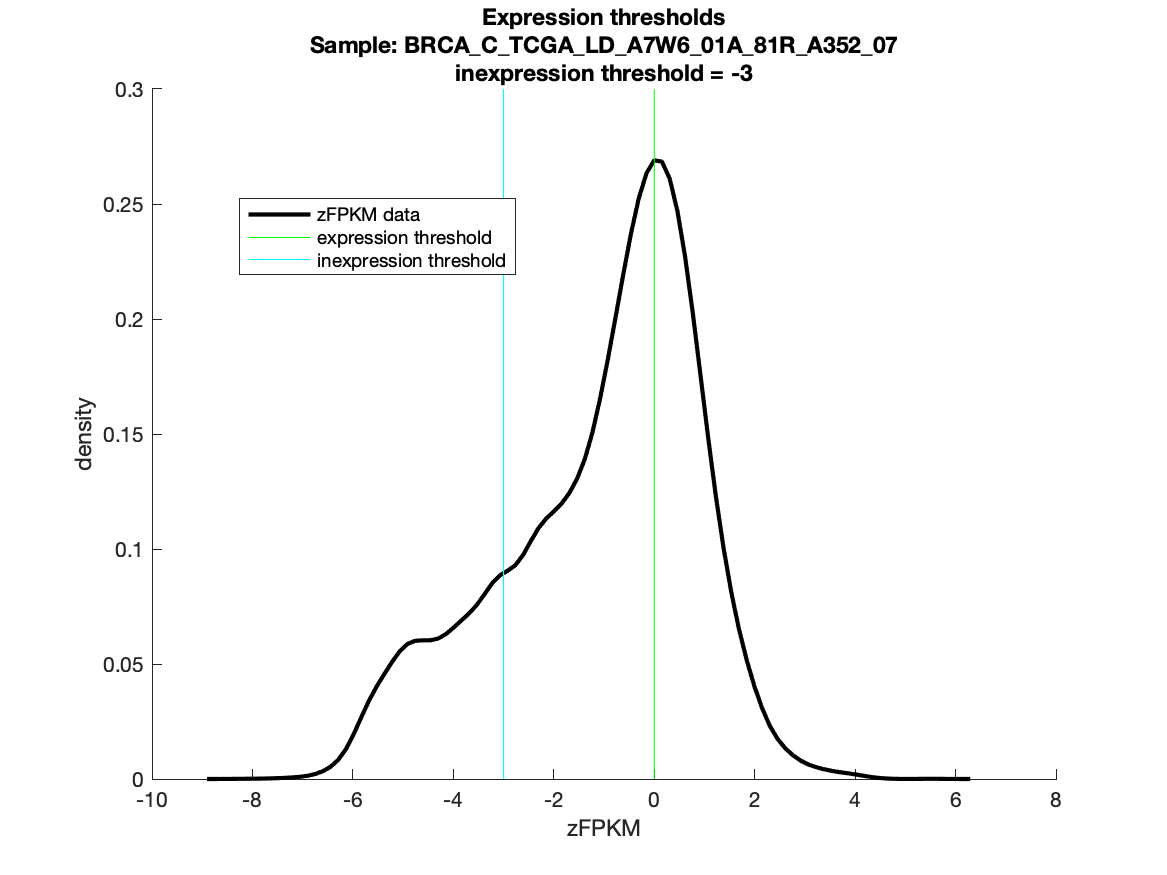 Expression thresholds
Sample: BRCA_C_TCGA_LD_A7W6_01A_81R_A352_07
inexpression threshold = -3
0.3
0.25
0.2
0.15
0.1
0.05
0
density
zFPKM data
expression threshold
inexpression threshold
-10 -8 -6 -4 -2 0 2 4 6 8
zFPKM